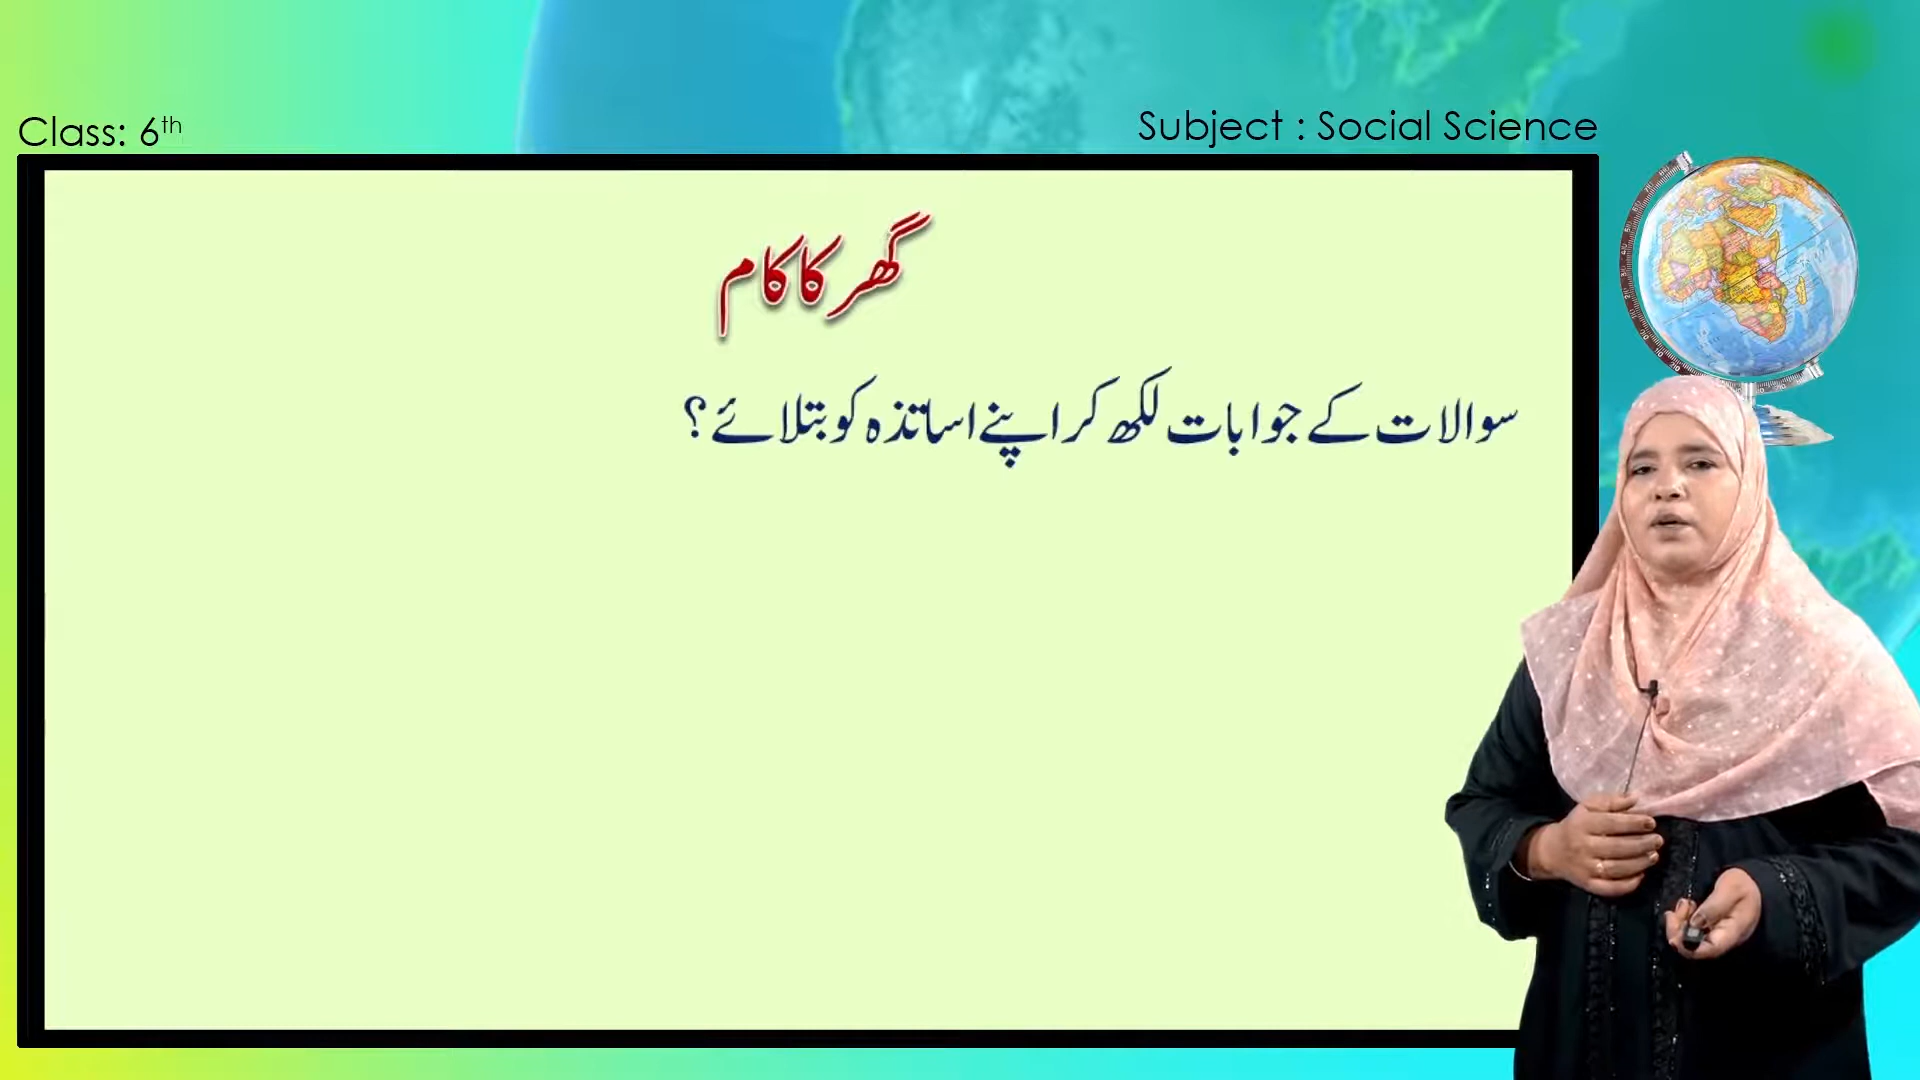 Class: 6th
Subject : Social Science
گھر کا کام
سوالات کے جوابات لکھ کر اپنے اساتذہ کو بتلائے؟